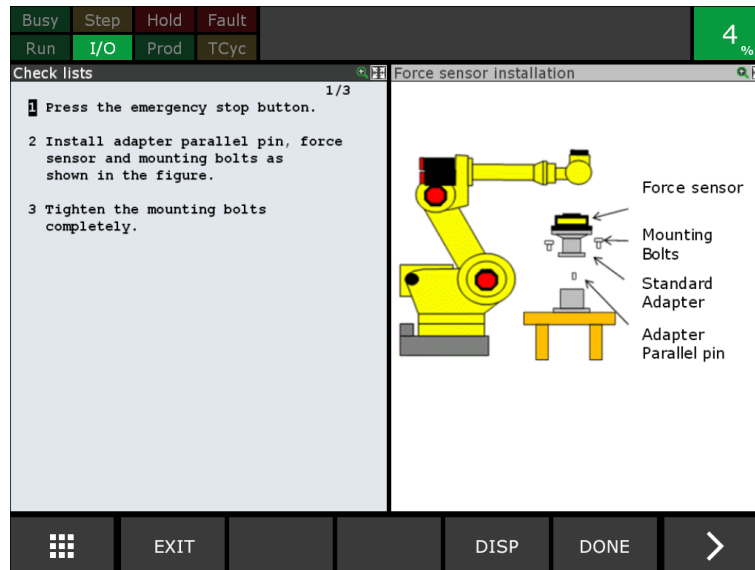 Busy Step Hold Fault
Run I/O Prod TCyc
4 %
Check lists
1/3
1 Press the emergency stop button.
2 Install adapter parallel pin, force
sensor and mounting bolts as
shown in the figure.
3 Tighten the mounting bolts
completely.
Force sensor installation
Force sensor
Mounting
Bolts
Standard
Adapter
Adapter
Parallel pin
EXIT DISP DONE